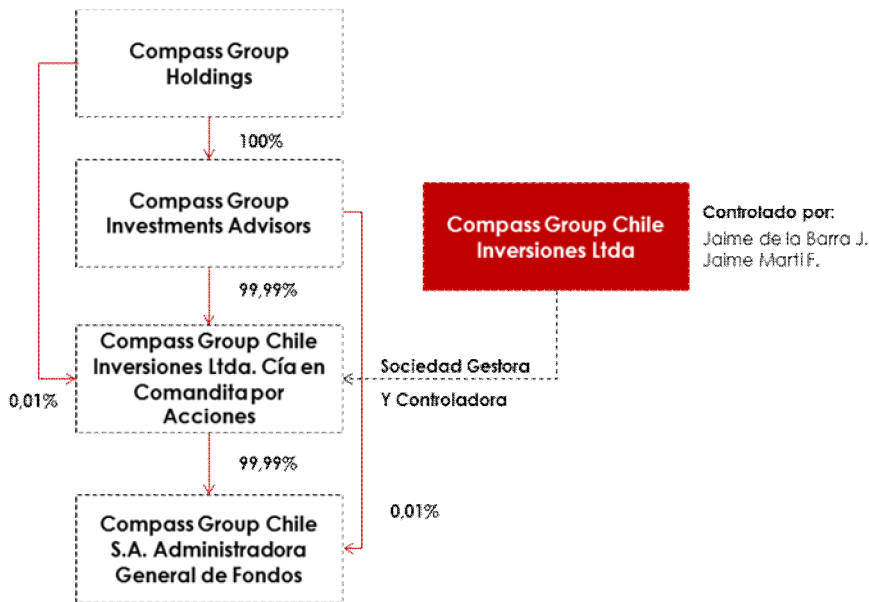 Compass Group
Holdings
100%
Compass Group
Investments Advisors
Compass Group Chile
Inversiones Ltda
Controlado por:
Jaime de la Barra J.
Jaime Martí F.
99,99%
Compass Group Chile
Inversiones Ltda. Cía en
Comandita por
Acciones
Sociedad Gestora
Y Controladora
0,01%
99,99%
Compass Group Chile
S.A. Administradora
General de Fondos
0,01%